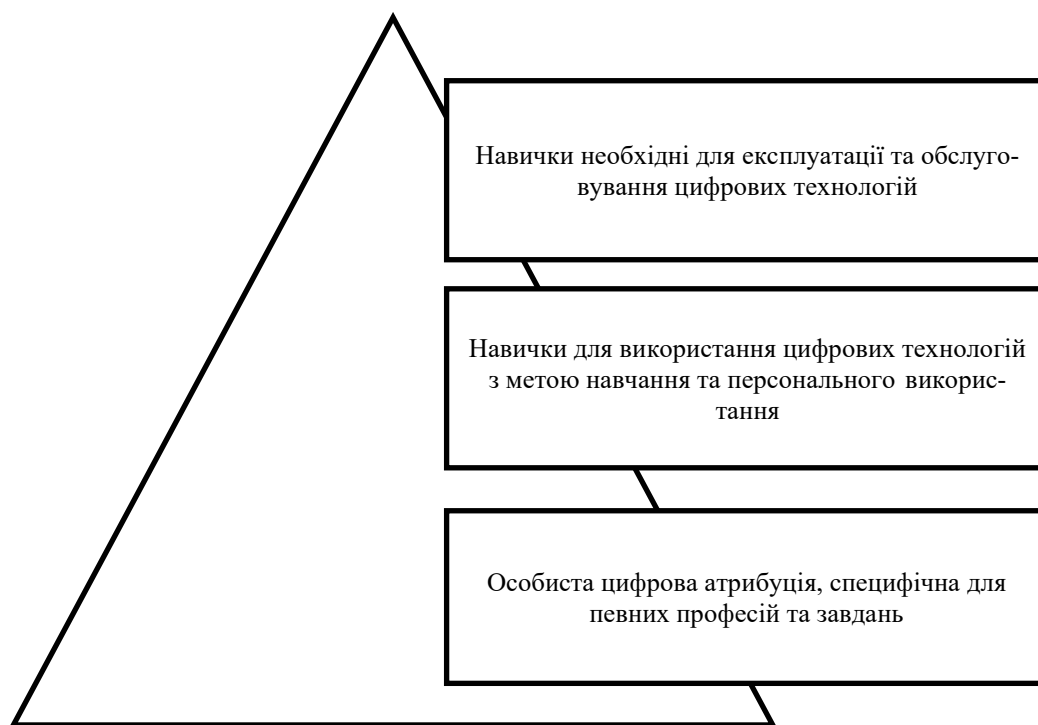 Навички необхідні для експлуатації та обслуго-
вування цифрових технологій
Навички для використання цифрових технологій
з метою навчання та персонального викорис-
тання
Особиста цифрова атрибуція, специфічна для
певних професій та завдань